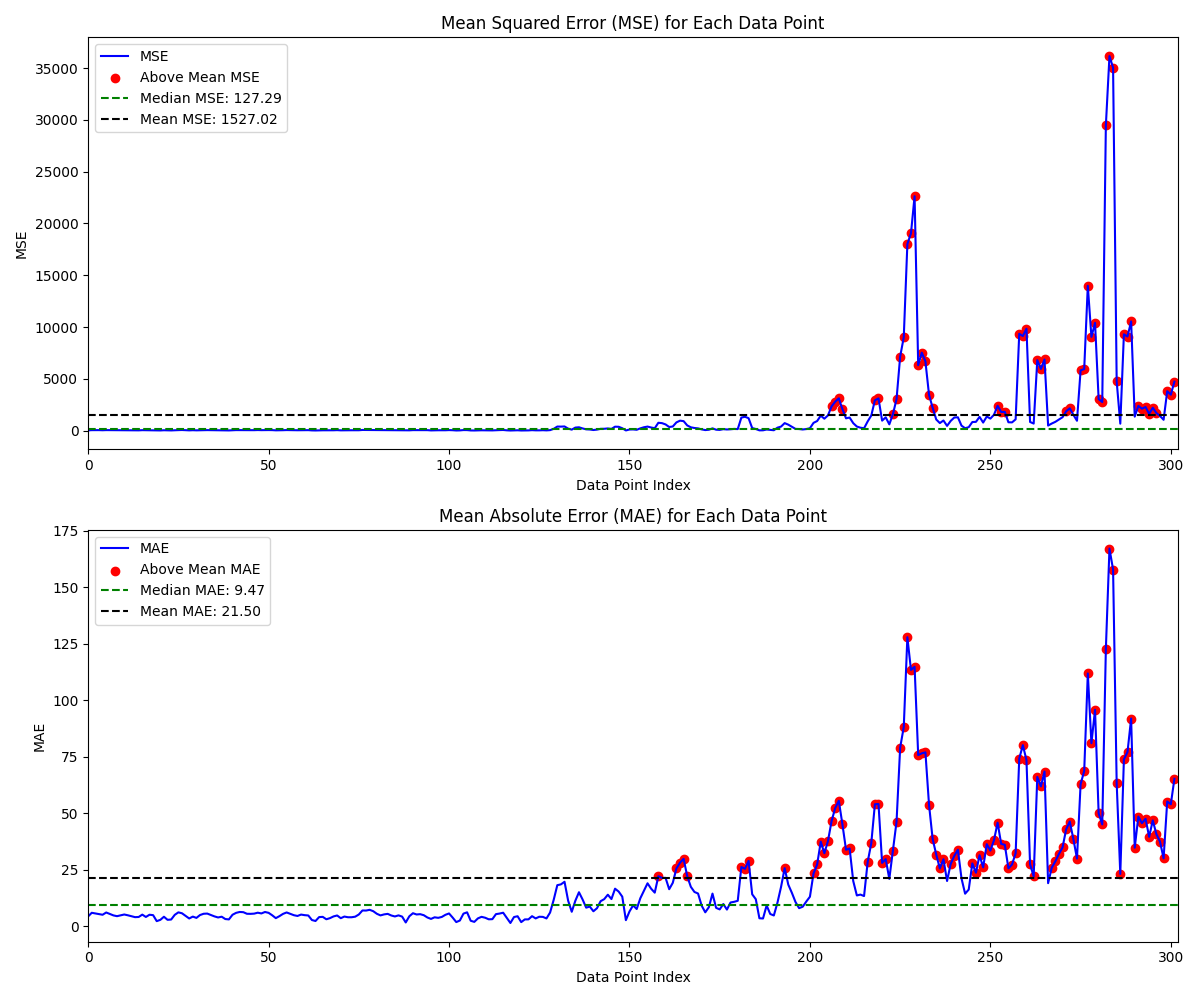 Mean Squared Error (MSE) for Each Data Point
MSE
Above Mean MSE
Median MSE: 127.29
Mean MSE: 1527.02
35000
30000
25000
20000
15000
10000
5000
0
MSE
0 50 100 150 200 250 300
Data Point Index
Mean Absolute Error (MAE) for Each Data Point
MAE
Above Mean MAE
Median MAE: 9.47
Mean MAE: 21.50
175
150
125
100
75
50
25
0
MAE
0 50 100 150 200 250 300
Data Point Index